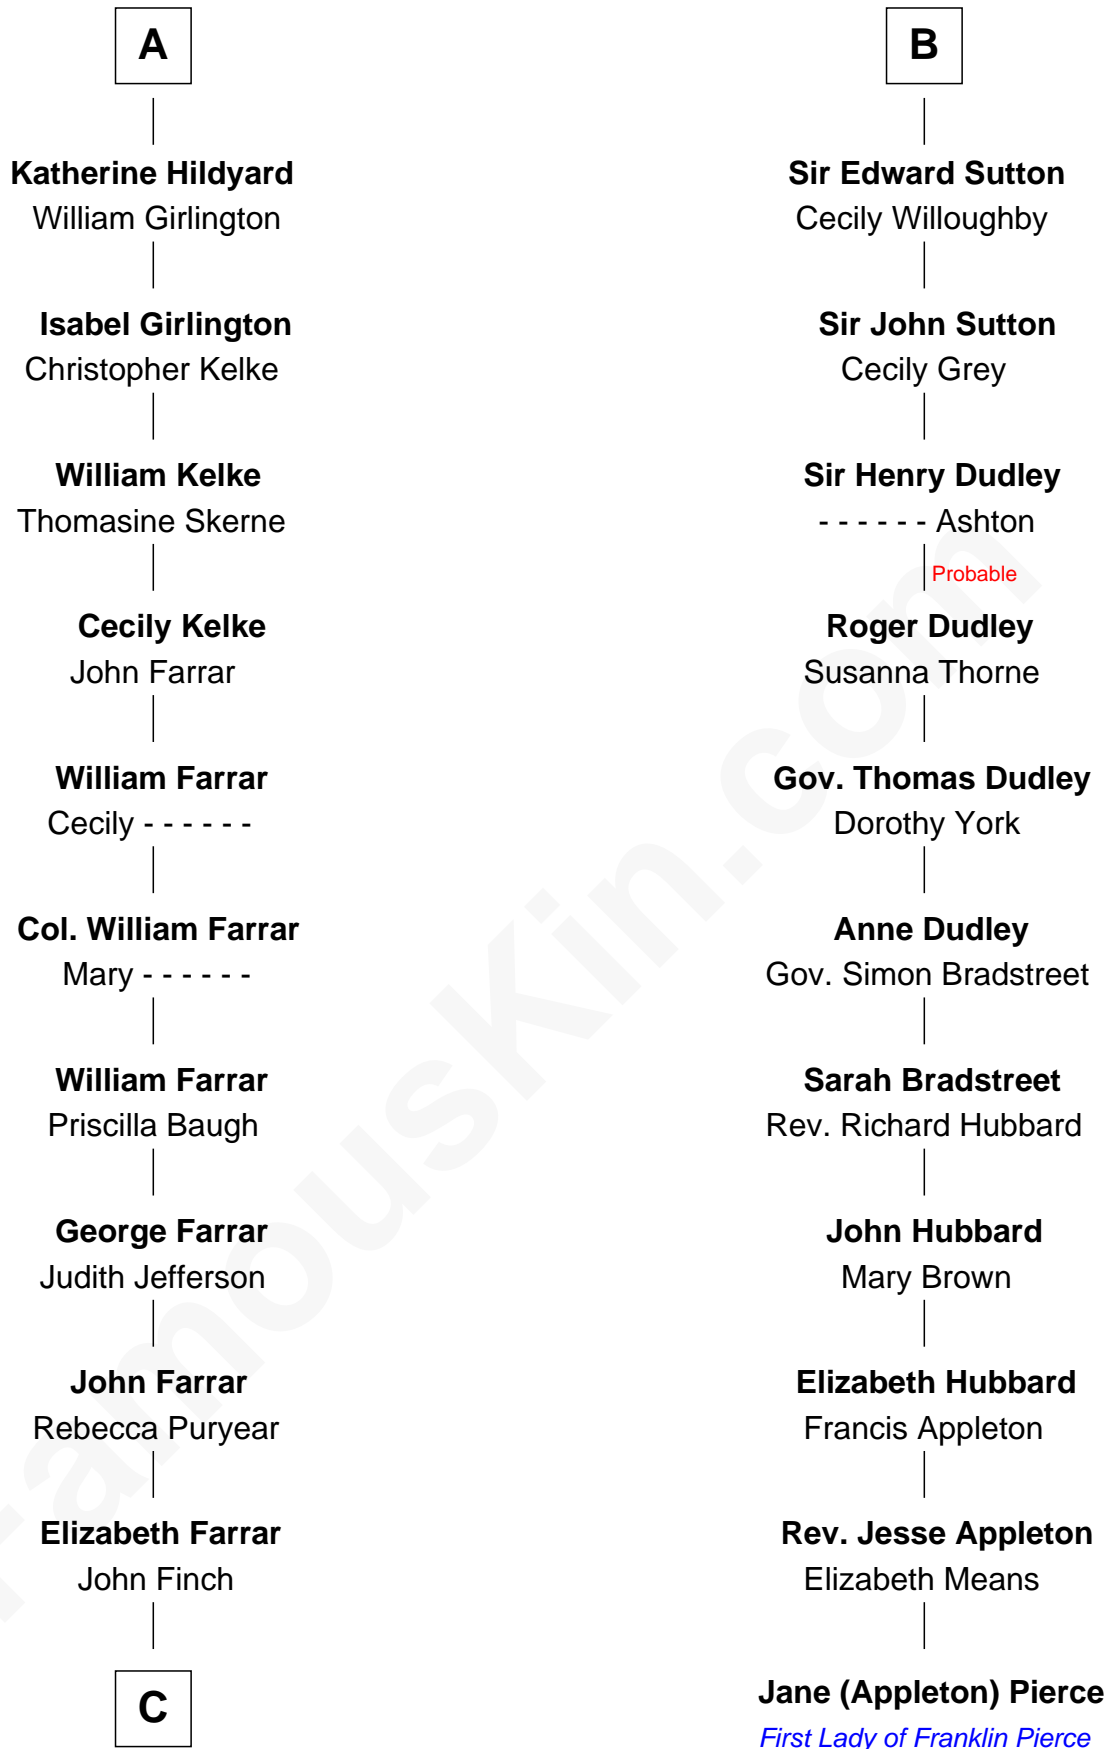 A
Katherine Hildyard
William Girlington
Isabel Girlington
Christopher Kelke
William Kelke
Thomasine Skerne
Cecily Kelke
John Farrar
William Farrar
Cecily - - - - - -
Col. William Farrar
Mary - - - - - -
William Farrar
Priscilla Baugh
George Farrar
Judith Jefferson
John Farrar
Rebecca Puryear
Elizabeth Farrar
John Finch
C
B
Sir Edward Sutton
Cecily Willoughby
Sir John Sutton
Cecily Grey
Sir Henry Dudley
- - - - - - Ashton
Probable
Roger Dudley
Susanna Thorne
Gov. Thomas Dudley
Dorothy York
Anne Dudley
Gov. Simon Bradstreet
Sarah Bradstreet
Rev. Richard Hubbard
John Hubbard
Mary Brown
Elizabeth Hubbard
Francis Appleton
Rev. Jesse Appleton
Elizabeth Means
Jane (Appleton) Pierce
First Lady of Franklin Pierce
FamousKin.com